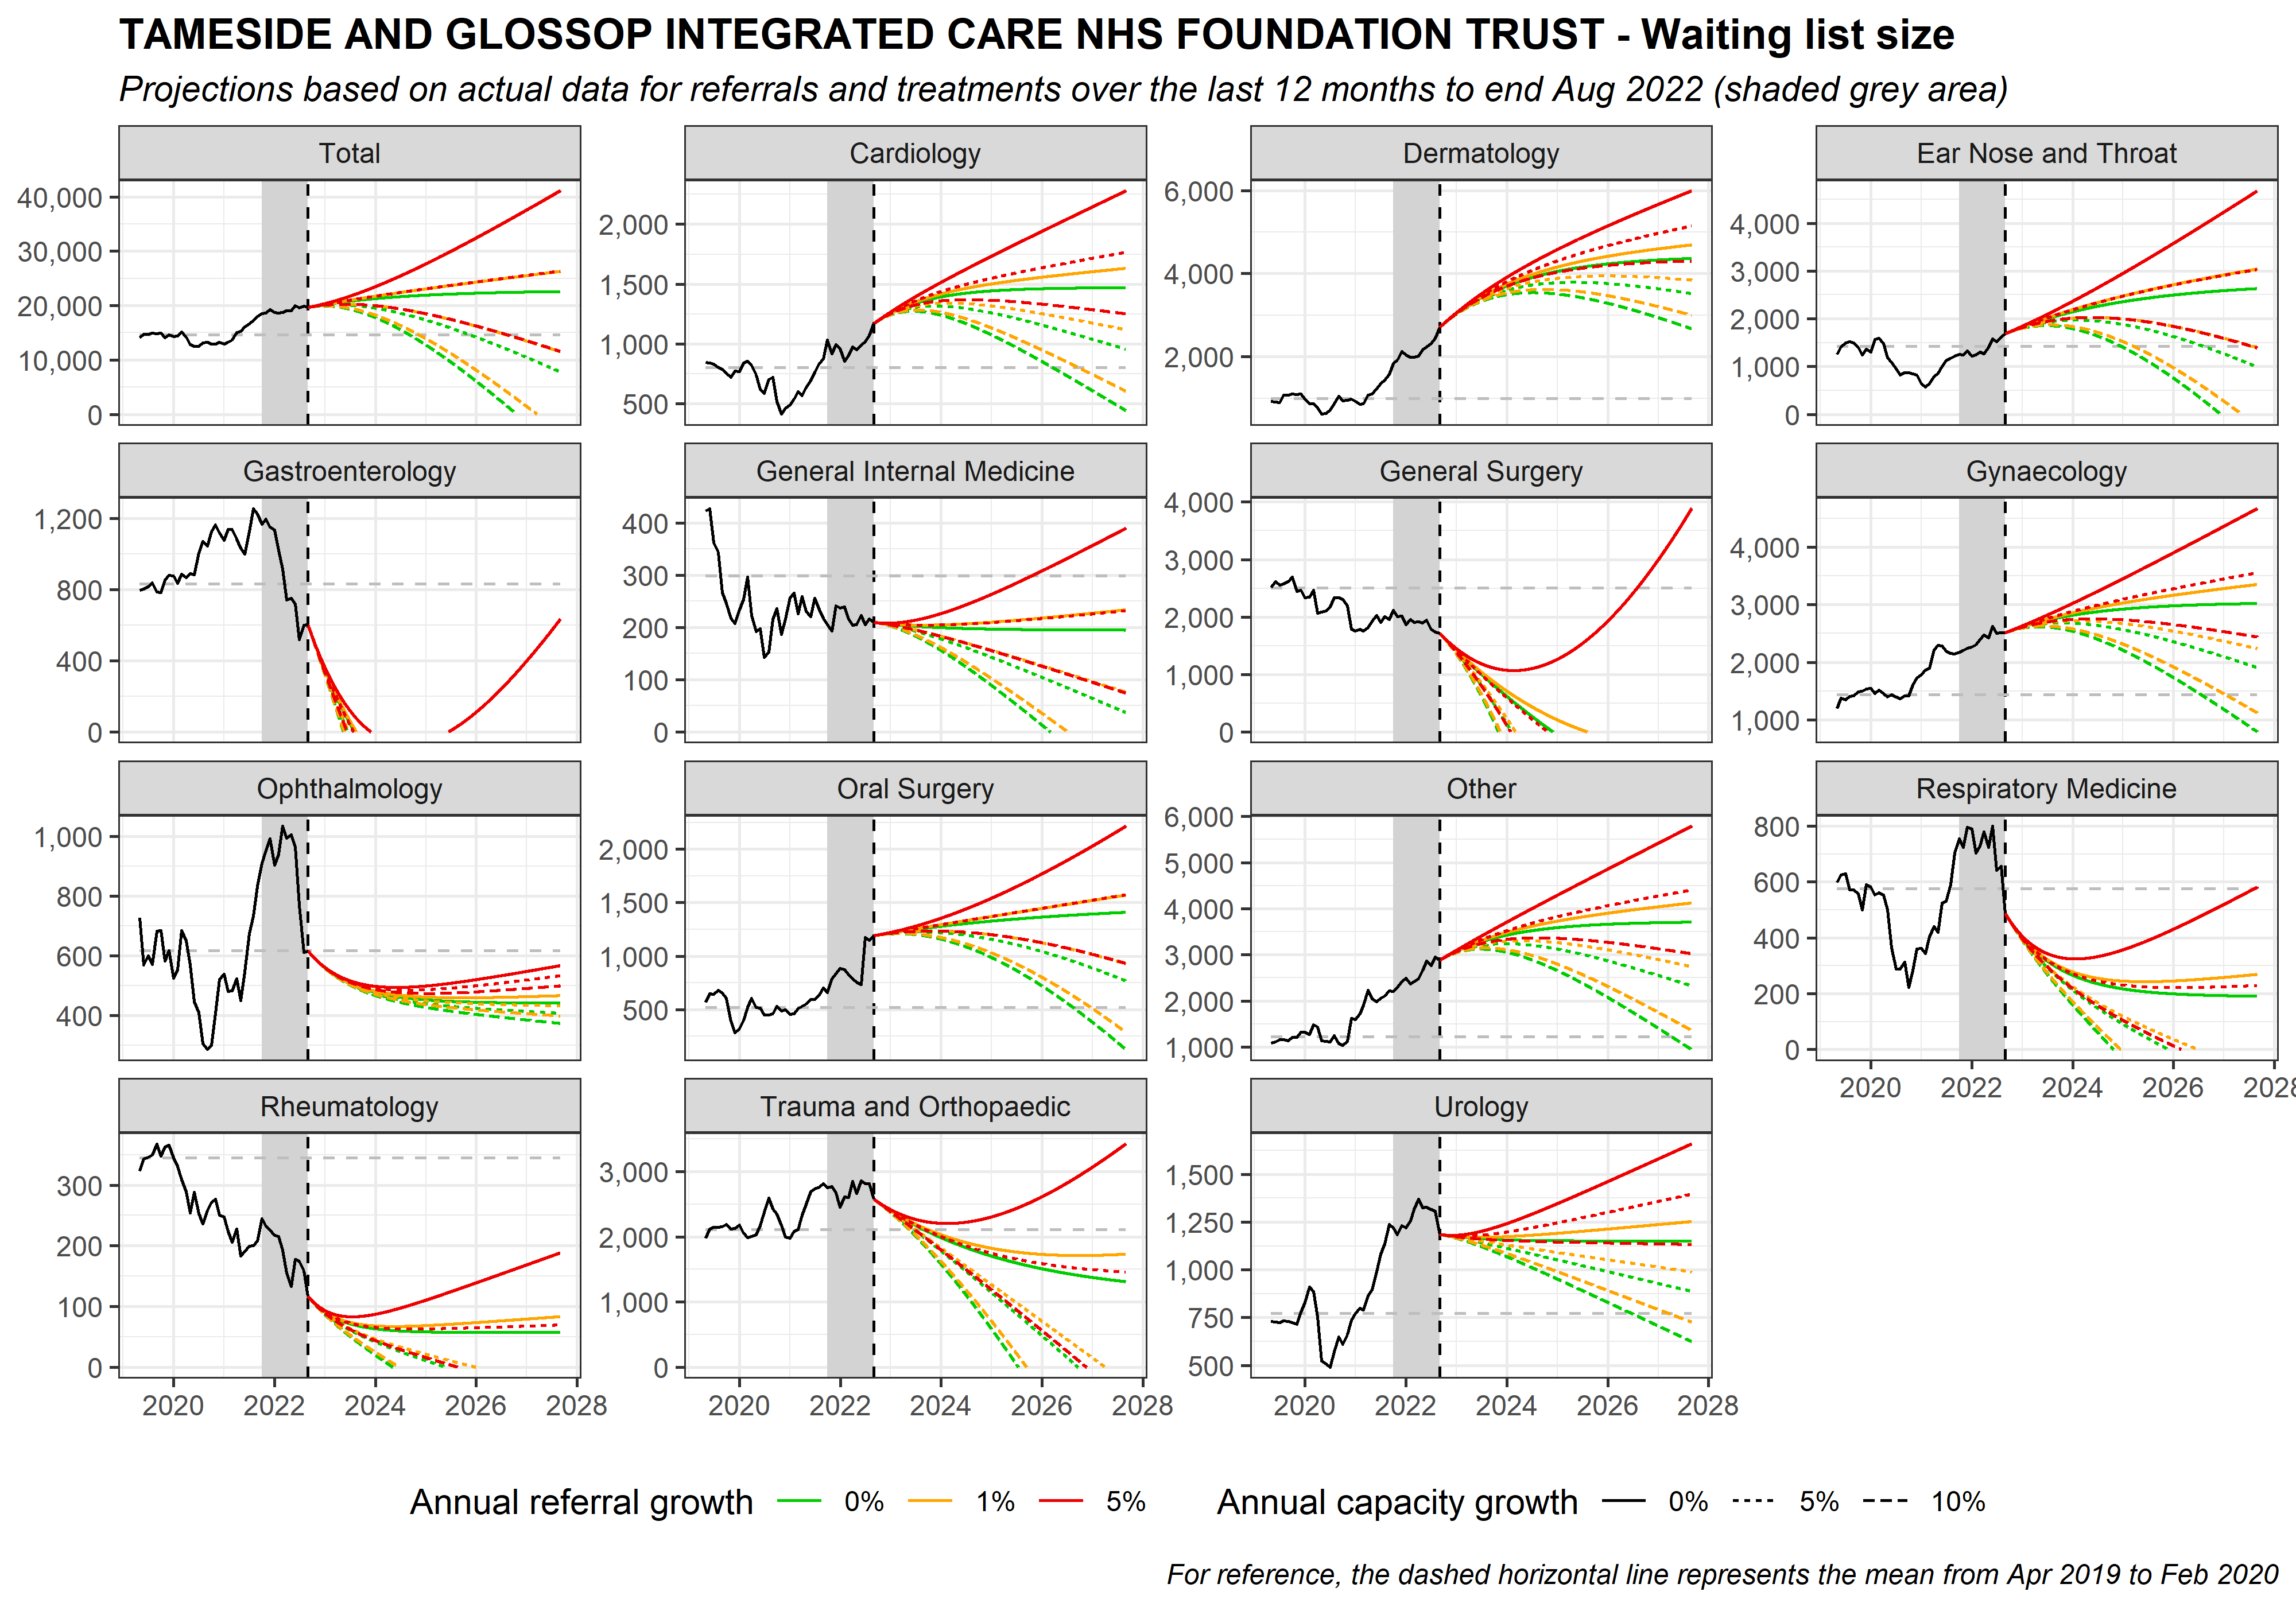 TAMESIDE AND GLOSSOP INTEGRATED CARE NHS FOUNDATION TRUST - Waiting list size
Projections based on actual data for referrals and treatments over the last 12 months to end Aug 2022 (shaded grey area)
Total
40,000
30,000
20,000
10,000
0
Cardiology
2,000
1,500
1,000
500
Dermatology
6,000
4,000
2,000
Ear Nose and Throat
4,000
3,000
2,000
1,000
0
Gastroenterology
1,200
800
400
0
General Internal Medicine
400
300
200
100
0
General Surgery
4,000
3,000
2,000
1,000
0
Gynaecology
4,000
3,000
2,000
1,000
Ophthalmology
1,000
800
600
400
Oral Surgery
2,000
1,500
1,000
500
Other
6,000
5,000
4,000
3,000
2,000
1,000
Respiratory Medicine
800
600
400
200
0
2020 2022 2024 2026 2028
Rheumatology
300
200
100
0
2020 2022 2024 2026 2028
Trauma and Orthopaedic
3,000
2,000
1,000
0
2020 2022 2024 2026 2028
Urology
1,500
1,250
1,000
750
500
2020 2022 2024 2026 2028
Annual referral growth 0% 1% 5%
Annual capacity growth 0% 5% 10%
For reference, the dashed horizontal line represents the mean from Apr 2019 to Feb 2020